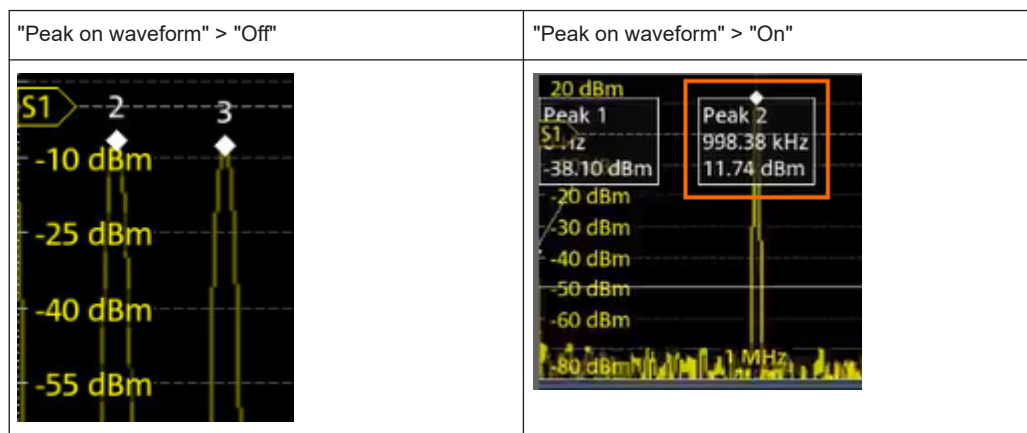 "Peak on waveform" > "Off"
"Peak on waveform" > "On"
S1
2
3
-10 dBm
-25 dBm
-40 dBm
-55 dBm
20 dBm
Peak 1
Peak 2
S1
Hz
998.38 kHz
-38.10 dBm
11.74 dBm
-20 dBm
-30 dBm
-40 dBm
-50 dBm
-60 dBm
-80 dBm
1 MHz